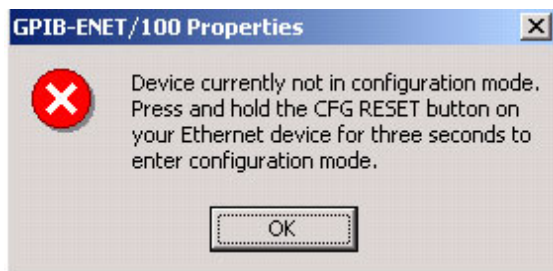 GPIB-ENET/100 Properties
Device currently not in configuration mode.
Press and hold the CFG RESET button on
your Ethernet device for three seconds to
enter configuration mode.
OK